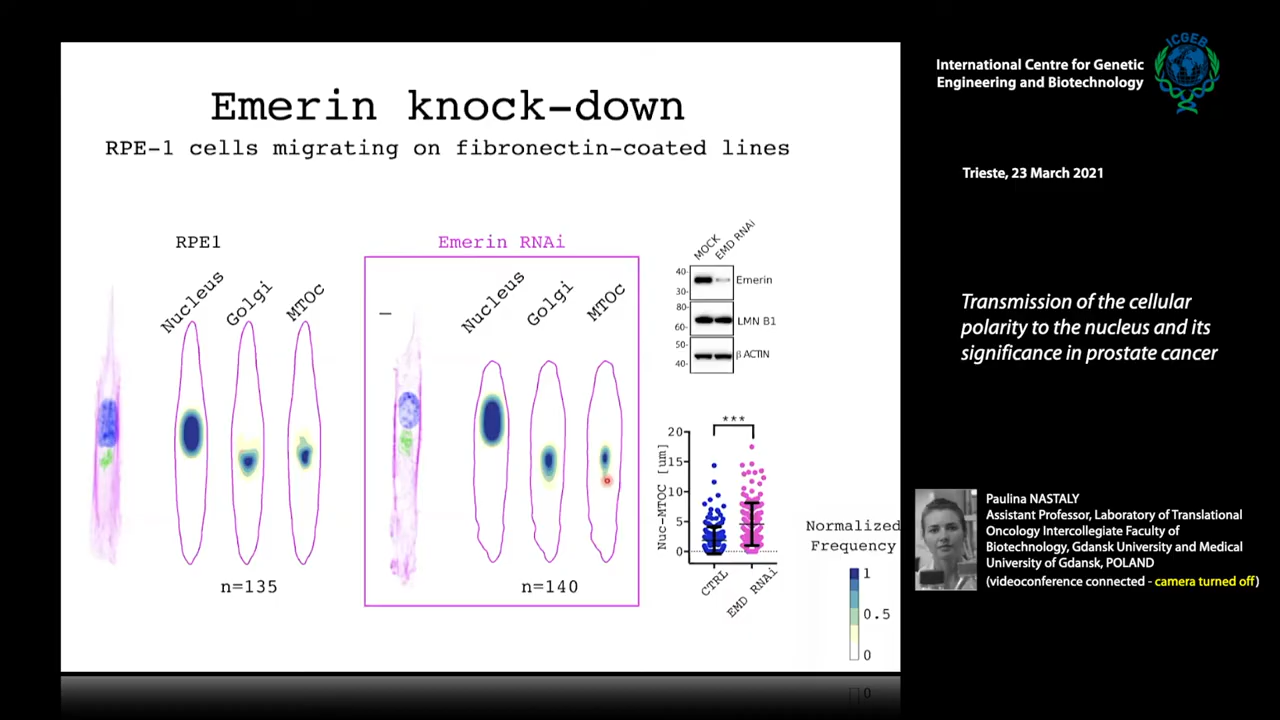 Emerin knock-down
RPE-1 cells migrating on fibronectin-coated lines
RPE1
Nucleus
Golgi
MTOc
n=135
Emerin RNAi
Nucleus
Golgi
MTOc
n=140
MOCK
EMD RNAi
40-
30-
Emerin
80-
60-
LMN B1
50-
40-
β ACTIN
***
Nuc-MTOC [um]
20
15
10
5
0
CTRL
EMD RNAi
Normalized
Frequency
1
0.5
0
0
ICGEB
International Centre for Genetic
Engineering and Biotechnology
Trieste, 23 March 2021
Transmission of the cellular
polarity to the nucleus and its
significance in prostate cancer
Paulina NASTALY
Assistant Professor, Laboratory of Translational
Oncology Intercollegiate Faculty of
Biotechnology, Gdansk University and Medical
University of Gdansk, POLAND
(videoconference connected - camera turned off)